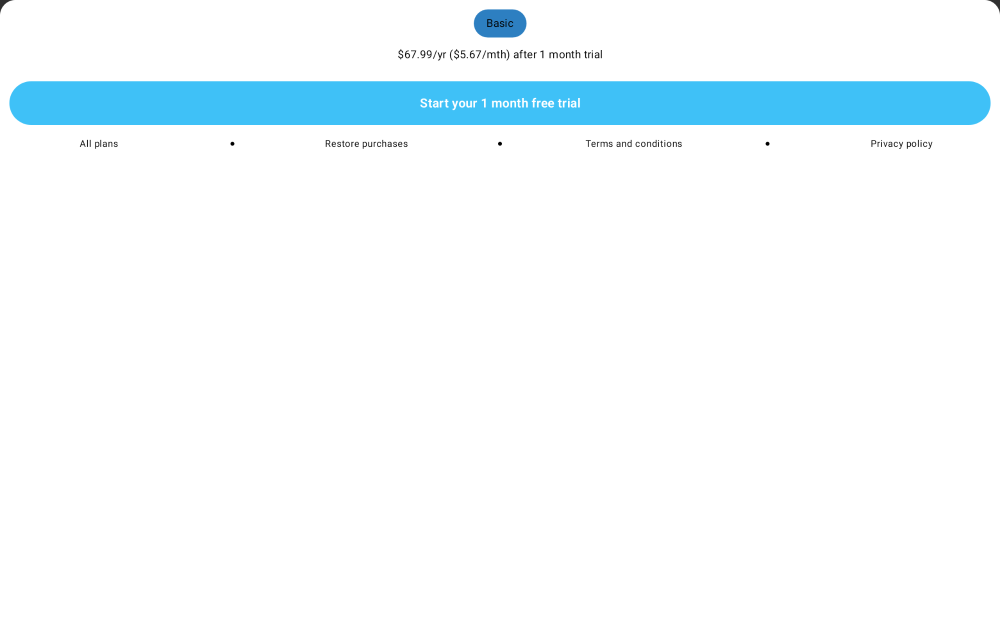 Basic
$67.99/yr ($5.67/mth) after 1 month trial
Start your 1 month free trial
All plans • Restore purchases • Terms and conditions • Privacy policy